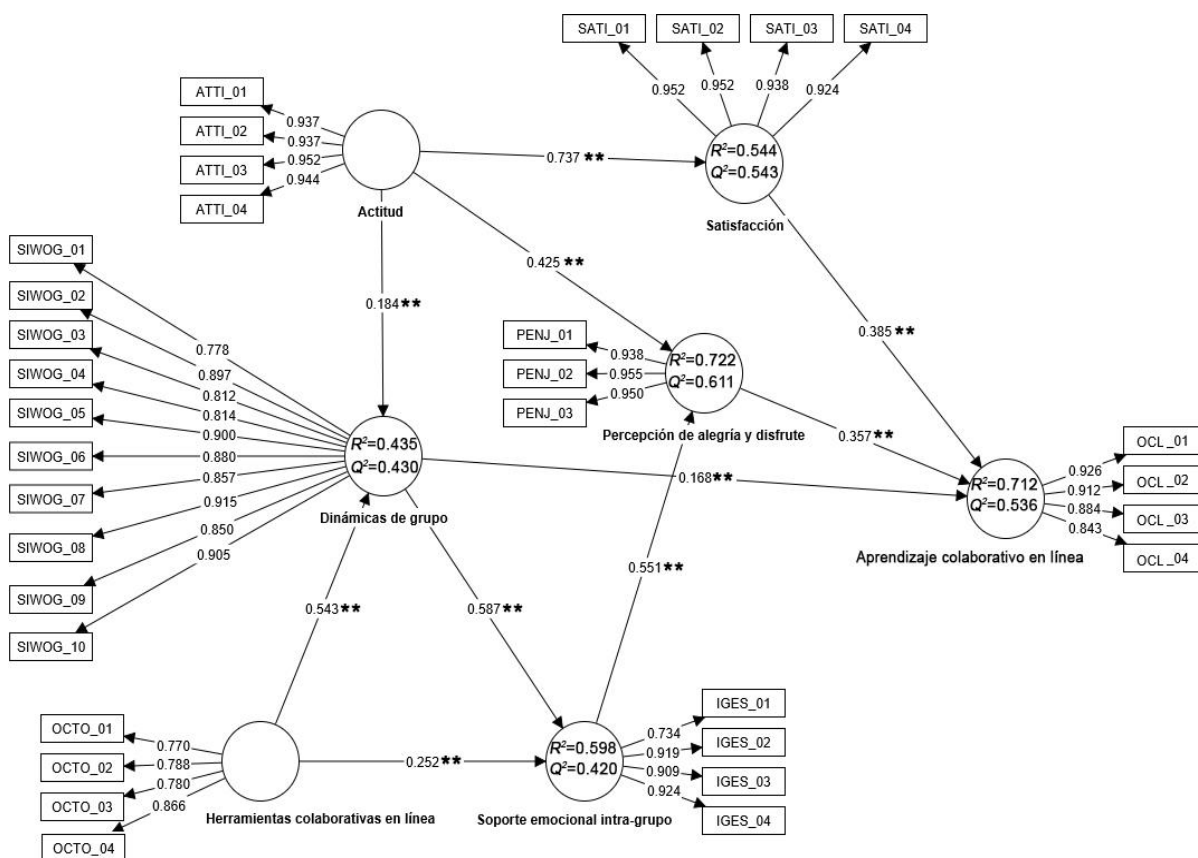 SATI_01 SATI_02 SATI_03 SATI_04
0.952 0.952 0.938 0.924
ATTI_01
ATTI_02
ATTI_03
ATTI_04
0.937
0.937
0.952
0.944
Actitud
0.737 **
R²=0.544
Q²=0.543
Satisfacción
0.425 **
0.184 **
0.385 **
SIWOG_01
SIWOG_02
SIWOG_03
SIWOG_04
SIWOG_05
SIWOG_06
SIWOG_07
SIWOG_08
SIWOG_09
SIWOG_10
0.778
0.897
0.812
0.814
0.900
0.880
0.857
0.915
0.850
0.905
R²=0.435
Q²=0.430
Dinámicas de grupo
PENJ_01
PENJ_02
PENJ_03
0.938
0.955
0.950
R²=0.722
Q²=0.611
Percepción de alegría y disfrute
0.357 **
0.168 **
R²=0.712
Q²=0.536
Aprendizaje colaborativo en línea
0.926
0.912
0.884
0.843
OCL_01
OCL_02
OCL_03
OCL_04
0.551 **
0.543 **
0.587 **
OCTO_01
OCTO_02
OCTO_03
OCTO_04
0.770
0.788
0.780
0.866
Herramientas colaborativas en línea
0.252 **
R²=0.598
Q²=0.420
Soporte emocional intra-grupo
0.734
0.919
0.909
0.924
IGES_01
IGES_02
IGES_03
IGES_04